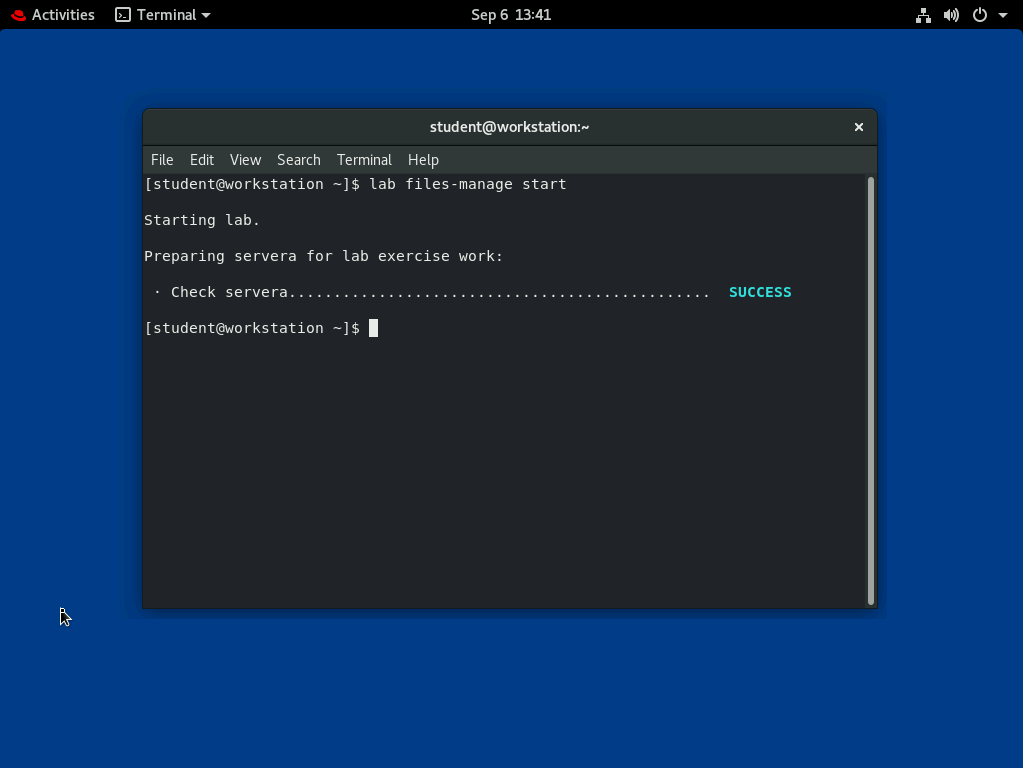 Activities Terminal Sep 6 13:41
student@workstation:~
File Edit View Search Terminal Help
[student@workstation ~]$ lab files-manage start
Starting lab.
Preparing servera for lab exercise work:
· Check servera............................................... SUCCESS
[student@workstation ~]$